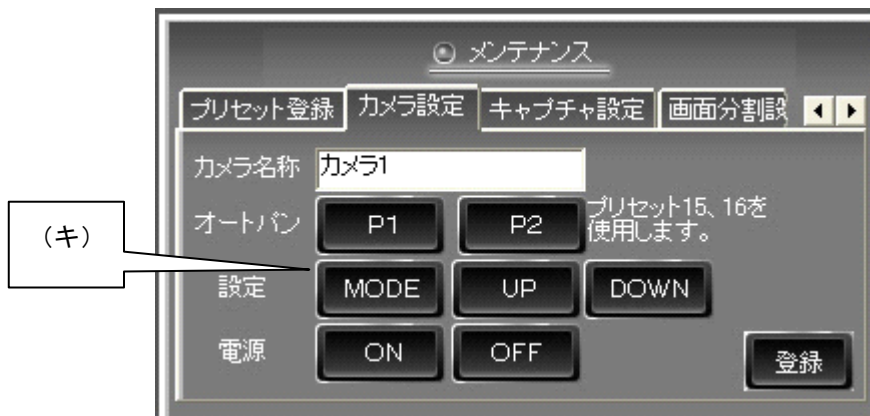 メンテナンス
プリセット登録 カメラ設定 キャプチャ設定 画面分割設
カメラ名称 カメラ1
オートパン P1 P2 プリセット15、16を
使用します。
(キ)
設定 MODE UP DOWN
電源 ON OFF
登録